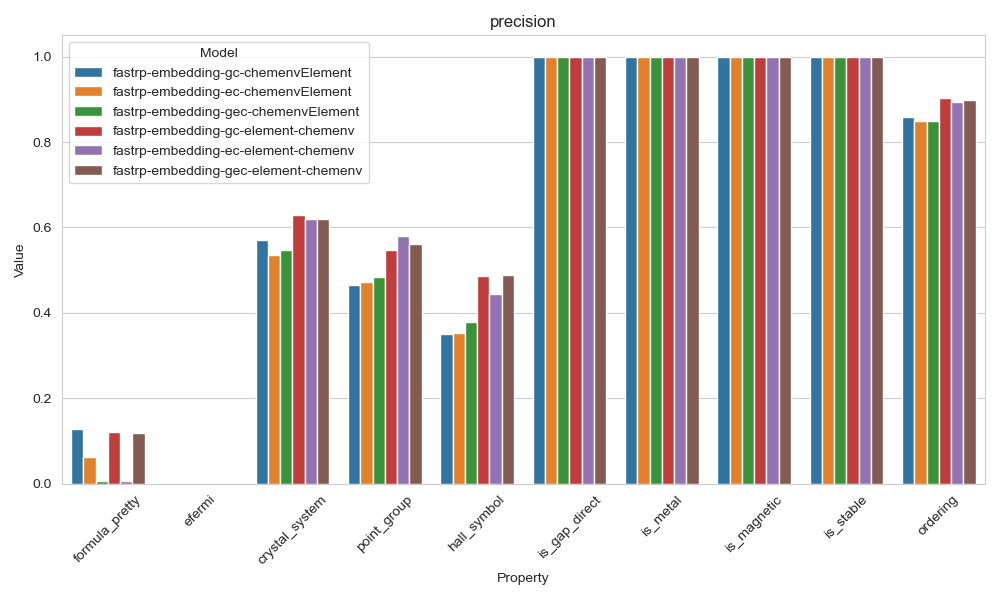 precision
Model
fastrp-embedding-gc-chemenvElement
fastrp-embedding-ec-chemenvElement
fastrp-embedding-gec-chemenvElement
fastrp-embedding-gc-element-chemenv
fastrp-embedding-ec-element-chemenv
fastrp-embedding-gec-element-chemenv
Value
1.0
0.8
0.6
0.4
0.2
0.0
formula_pretty
efermi
crystal_system
point_group
hall_symbol
is_gap_direct
is_metal
is_magnetic
is_stable
ordering
Property